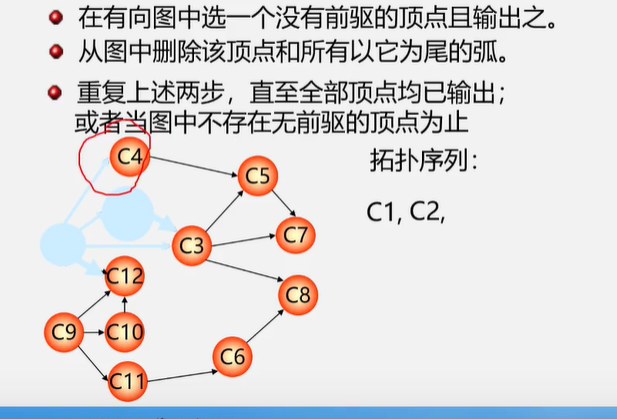 在有向图中选一个没有前驱的顶点且输出之。
从图中删除该顶点和所有以它为尾的弧。
重复上述两步，直至全部顶点均已输出；
或者当图中不存在无前驱的顶点为止
拓扑序列：
C1, C2,
C4
C5
C3
C7
C12
C8
C9
C10
C6
C11